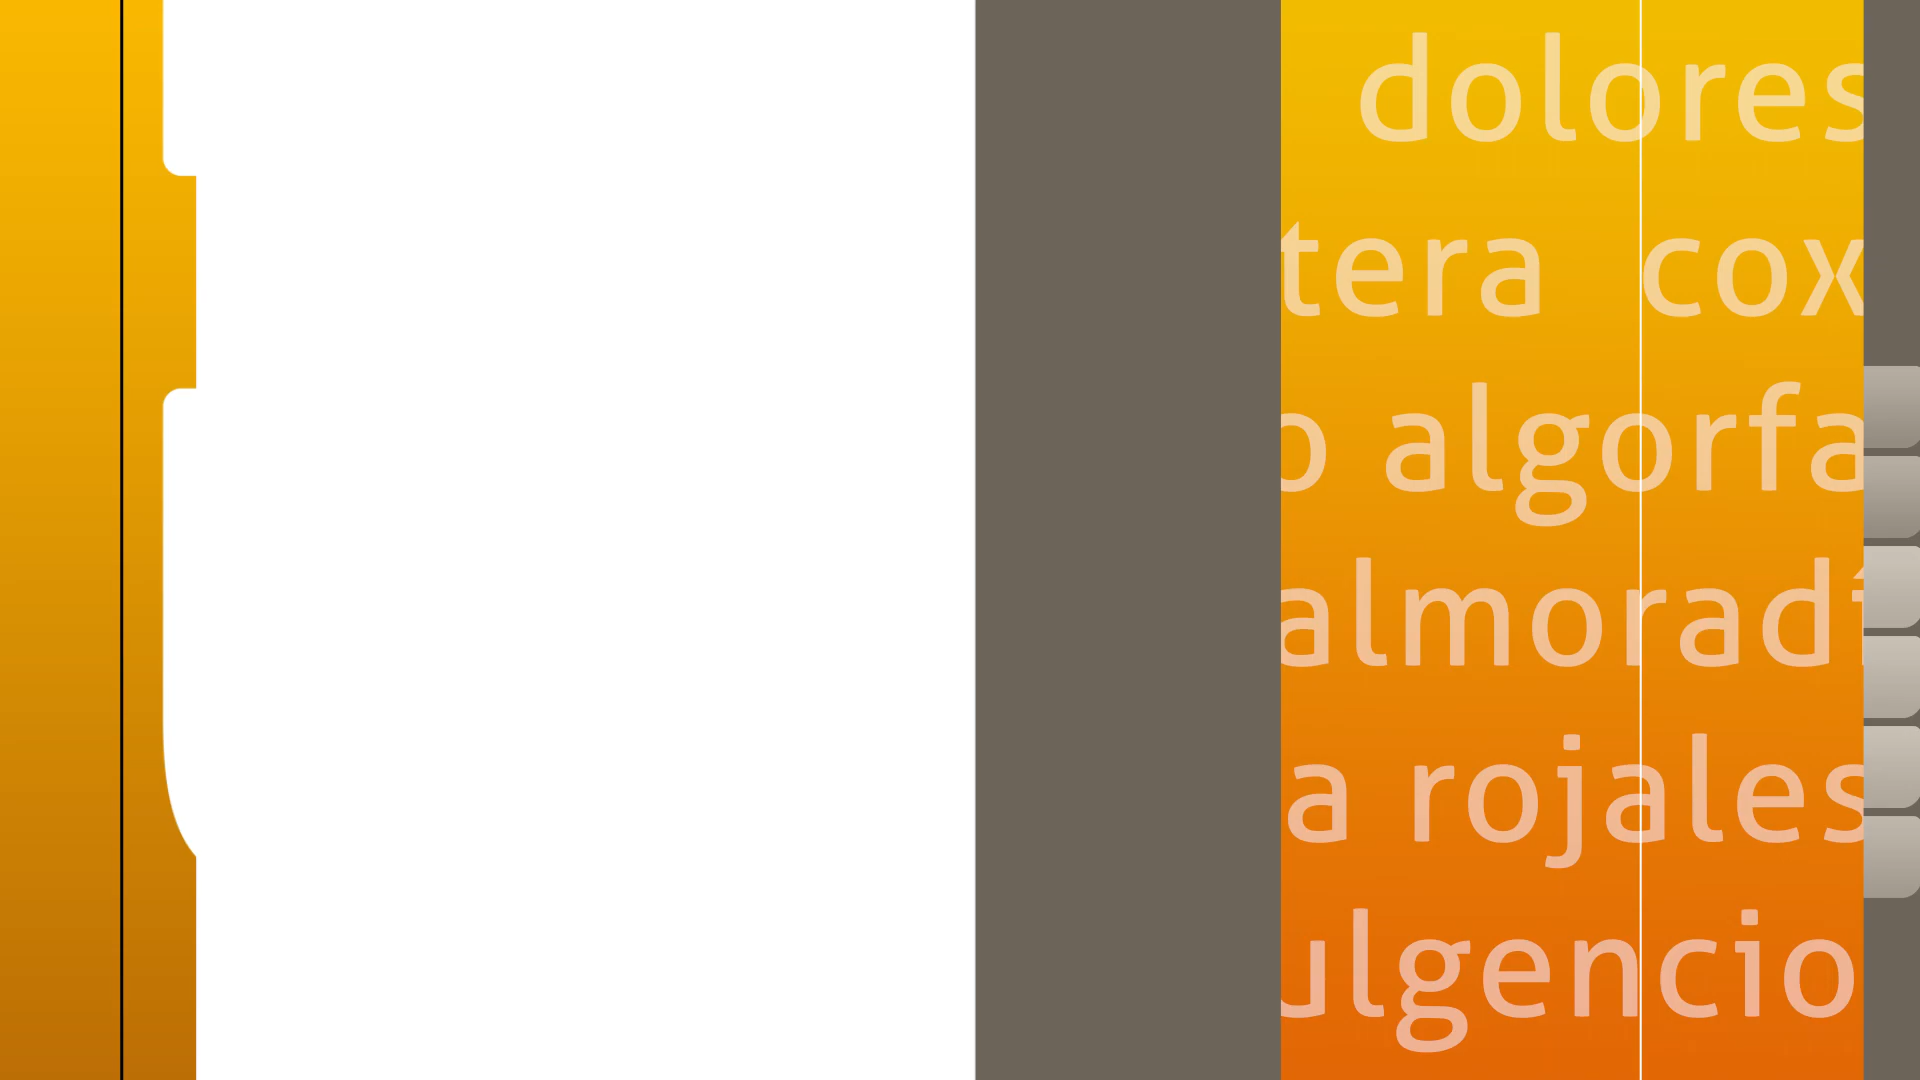 dolores
tera cox
o algorfa
almoradí
a rojales
ulgencio